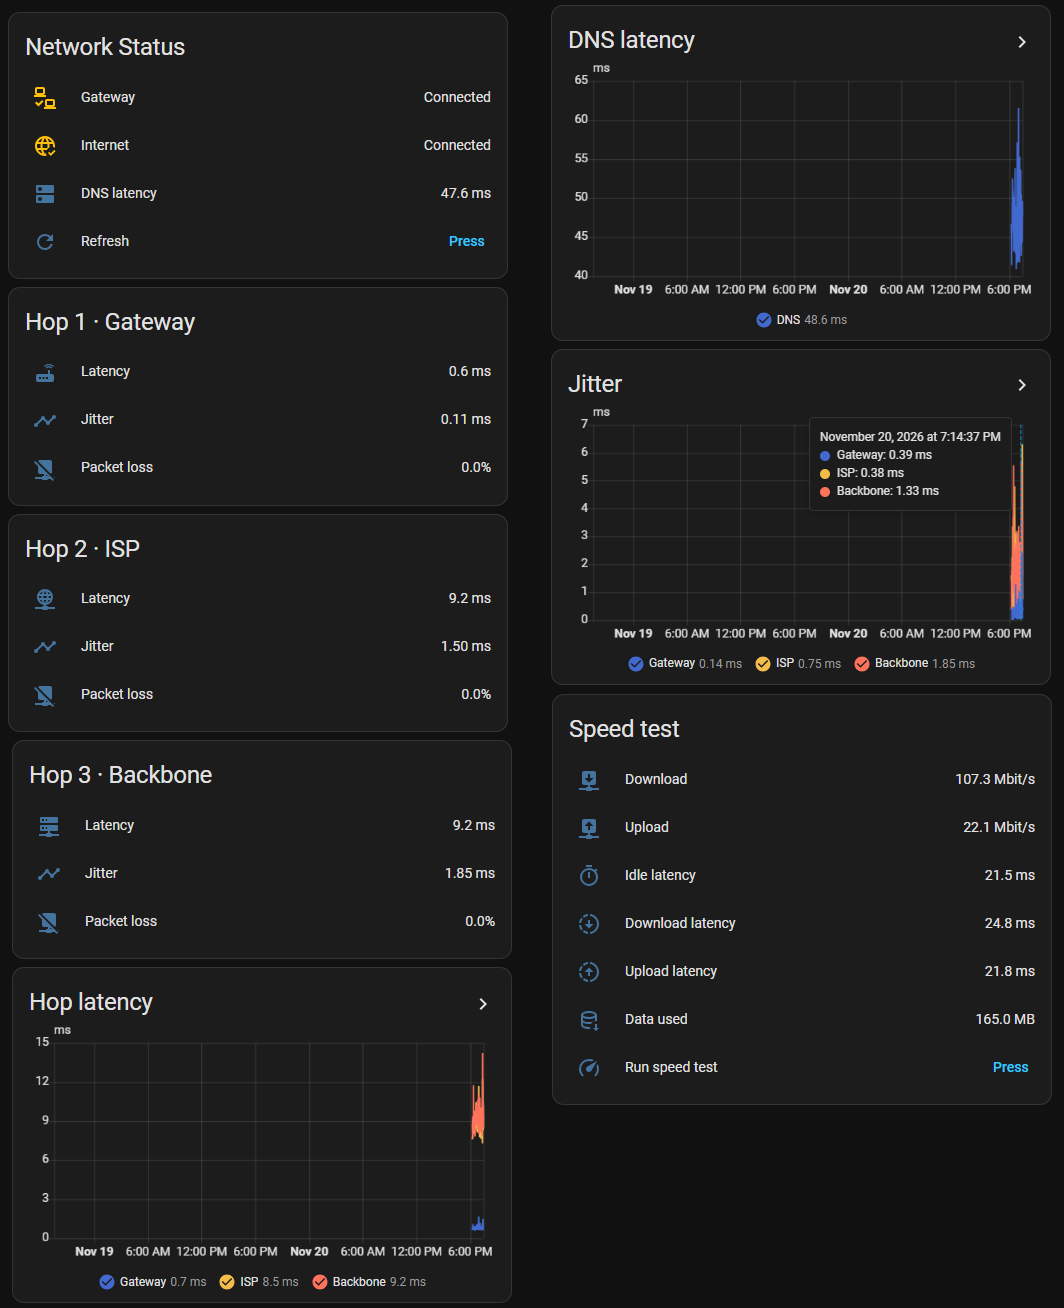 Network Status
Gateway Connected
Internet Connected
DNS latency 47.6 ms
Refresh Press
Hop 1 · Gateway
Latency 0.6 ms
Jitter 0.11 ms
Packet loss 0.0%
Hop 2 · ISP
Latency 9.2 ms
Jitter 1.50 ms
Packet loss 0.0%
Hop 3 · Backbone
Latency 9.2 ms
Jitter 1.85 ms
Packet loss 0.0%
Hop latency
ms
15
12
9
6
3
0
Nov 19 6:00 AM 12:00 PM 6:00 PM Nov 20 6:00 AM 12:00 PM 6:00 PM
Gateway 0.7 ms ISP 8.5 ms Backbone 9.2 ms
DNS latency
ms
65
60
55
50
45
40
Nov 19 6:00 AM 12:00 PM 6:00 PM Nov 20 6:00 AM 12:00 PM 6:00 PM
DNS 48.6 ms
Jitter
ms
7
6
5
4
3
2
1
0
November 20, 2026 at 7:14:37 PM
Gateway: 0.39 ms
ISP: 0.38 ms
Backbone: 1.33 ms
Nov 19 6:00 AM 12:00 PM 6:00 PM Nov 20 6:00 AM 12:00 PM 6:00 PM
Gateway 0.14 ms ISP 0.75 ms Backbone 1.85 ms
Speed test
Download 107.3 Mbit/s
Upload 22.1 Mbit/s
Idle latency 21.5 ms
Download latency 24.8 ms
Upload latency 21.8 ms
Data used 165.0 MB
Run speed test Press